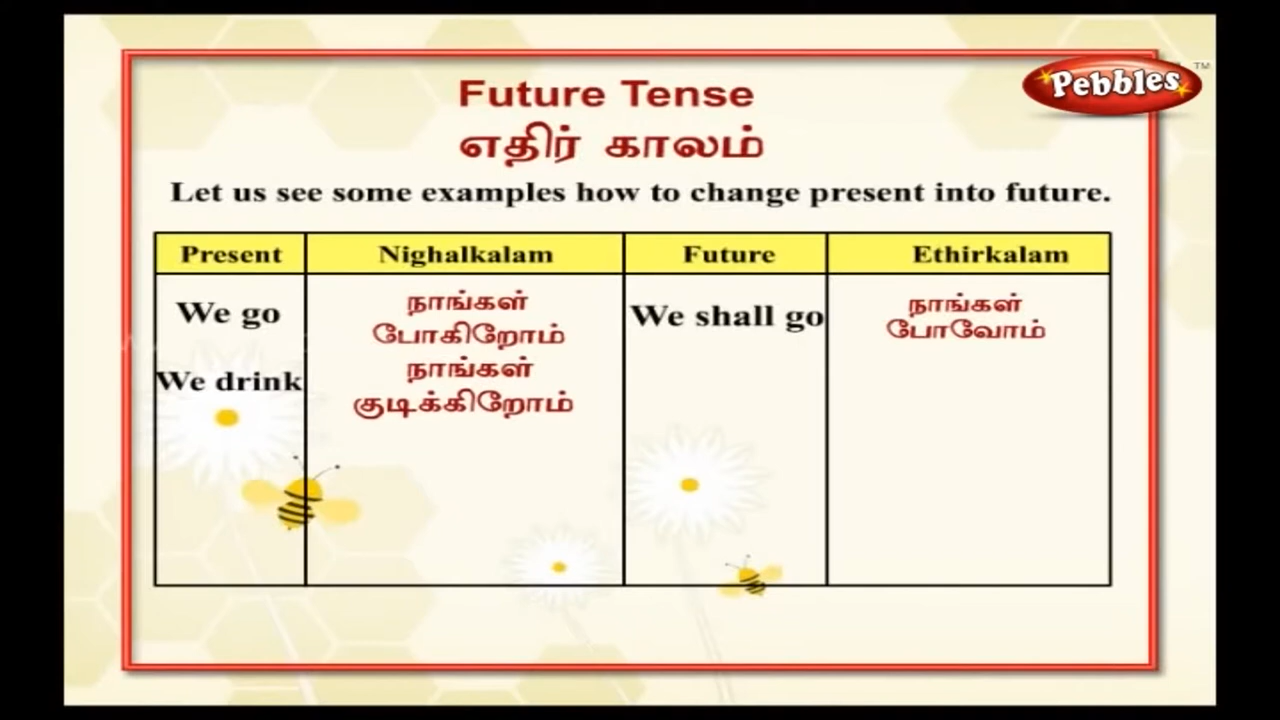 Pebbles TM
Future Tense
எதிர் காலம்
Let us see some examples how to change present into future.
Present Nighalkalam Future Ethirkalam
We go நாங்கள் போகிறோம் We shall go நாங்கள் போவோம்
We drink நாங்கள் குடிக்கிறோம்